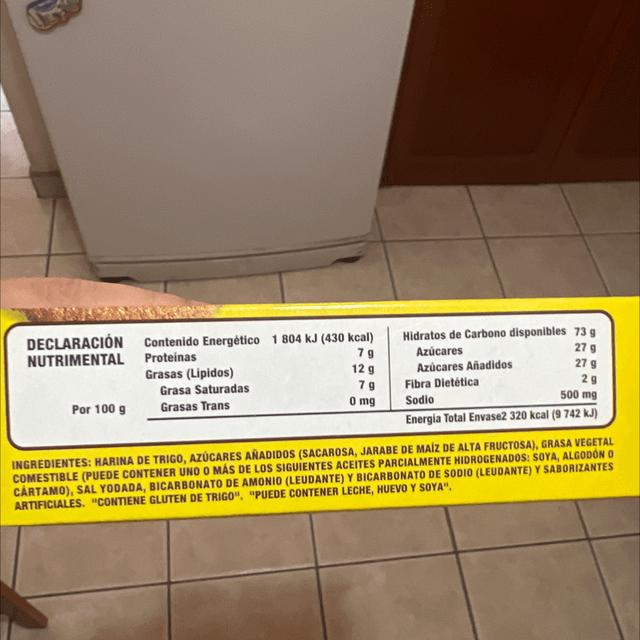 DECLARACIÓN
NUTRIMENTAL
Por 100 g
Contenido Energético 1 804 kJ (430 kcal)
Proteínas 7 g
Grasas (Lípidos) 12 g
Grasa Saturadas 7 g
Grasas Trans 0 mg
Hidratos de Carbono disponibles 73 g
Azúcares 27 g
Azúcares Añadidos 27 g
Fibra Dietética 2 g
Sodio 500 mg
Energía Total Envase2 320 kcal (9 742 kJ)
INGREDIENTES: HARINA DE TRIGO, AZÚCARES AÑADIDOS (SACAROSA, JARABE DE MAÍZ DE ALTA FRUCTOSA), GRASA VEGETAL
COMESTIBLE (PUEDE CONTENER UNO O MÁS DE LOS SIGUIENTES ACEITES PARCIALMENTE HIDROGENADOS: SOYA, ALGODÓN O
CÁRTAMO), SAL YODADA, BICARBONATO DE AMONIO (LEUDANTE) Y BICARBONATO DE SODIO (LEUDANTE) Y SABORIZANTES
ARTIFICIALES. "CONTIENE GLUTEN DE TRIGO". "PUEDE CONTENER LECHE, HUEVO Y SOYA".